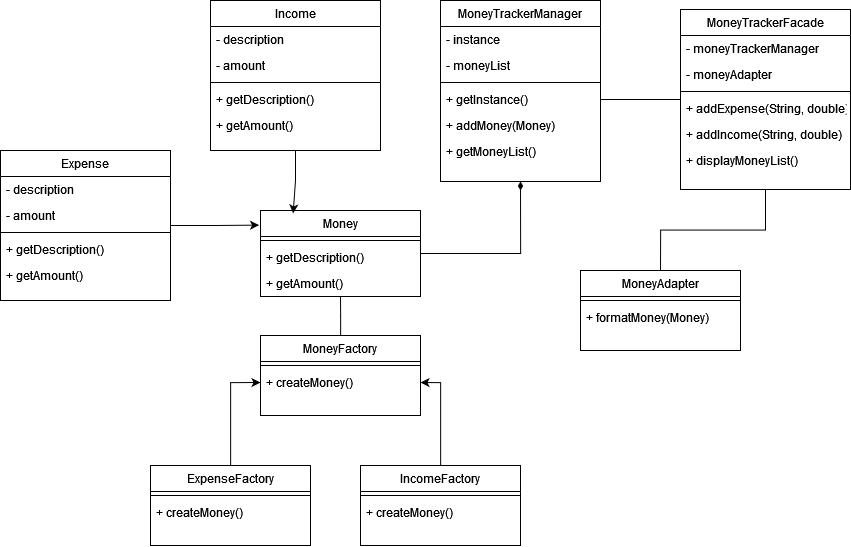 Income
- description
- amount
+ getDescription()
+ getAmount()
MoneyTrackerManager
- instance
- moneyList
+ getInstance()
+ addMoney(Money)
+ getMoneyList()
MoneyTrackerFacade
- moneyTrackerManager
- moneyAdapter
+ addExpense(String, double)
+ addIncome(String, double)
+ displayMoneyList()
Expense
- description
- amount
+ getDescription()
+ getAmount()
Money
+ getDescription()
+ getAmount()
MoneyAdapter
+ formatMoney(Money)
MoneyFactory
+ createMoney()
ExpenseFactory
+ createMoney()
IncomeFactory
+ createMoney()